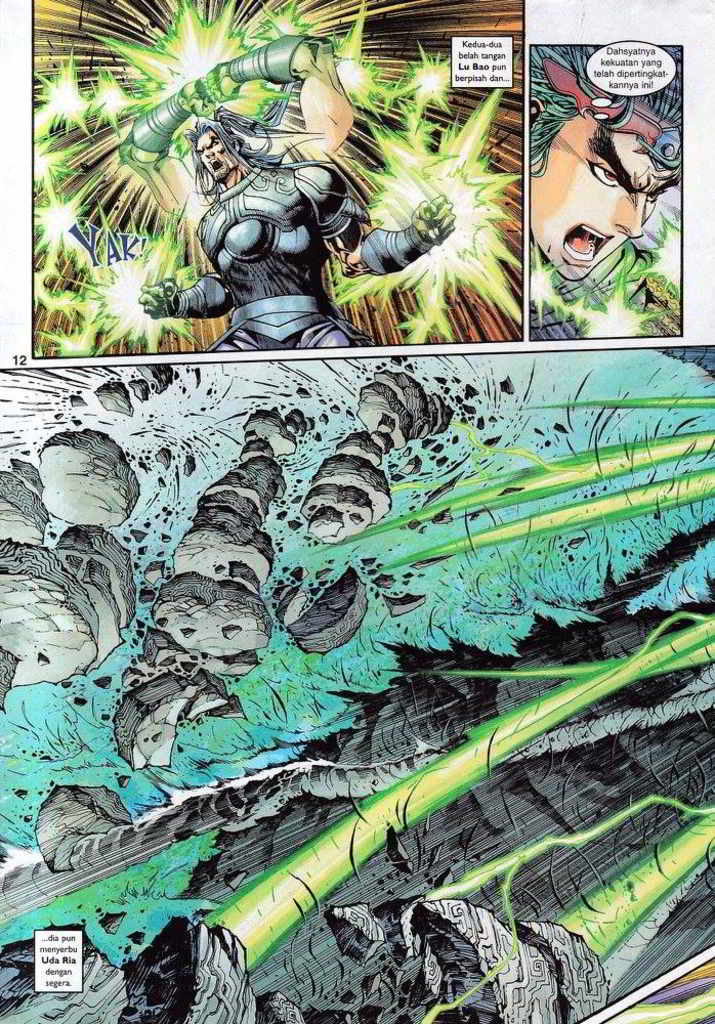 Kedua-dua
belah tangan
Lu Bao pun
berpisah dan...
Dahsyatnya
kekuatan yang
telah dipertingkat-
kannya ini!
YAK!
12
...dia pun
menyerbu
Uda Ria
dengan
segera.